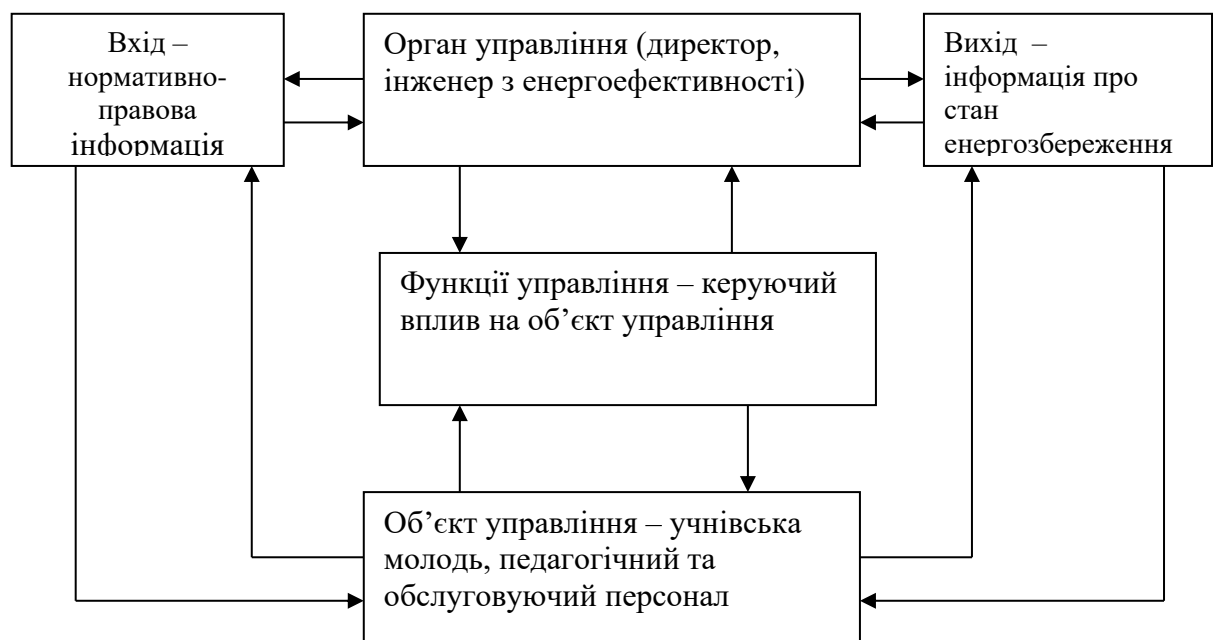 Вхід –
нормативно-
правова
інформація
Орган управління (директор,
інженер з енергоефективності)
Вихід –
інформація про
стан
енергозбереження
Функції управління – керуючий
вплив на об’єкт управління
Об’єкт управління – учнівська
молодь, педагогічний та
обслуговуючий персонал